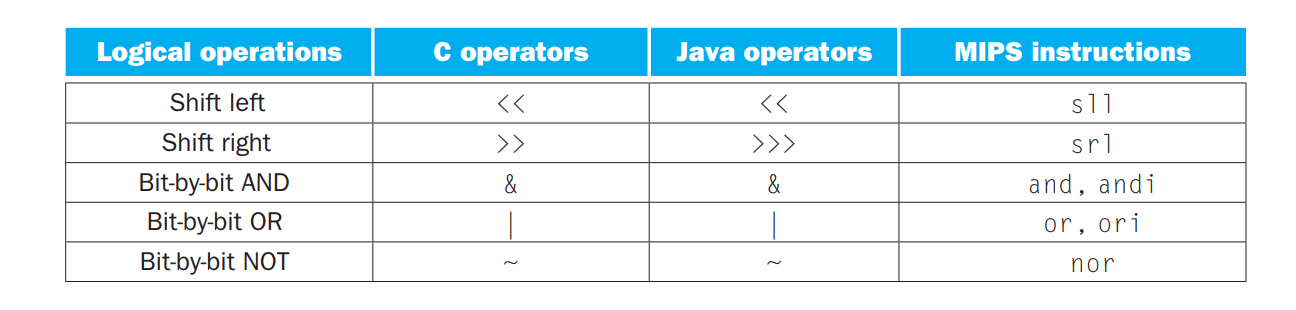 Logical operations C operators Java operators MIPS instructions
Shift left << << sll
Shift right >> >>> srl
Bit-by-bit AND & & and, andi
Bit-by-bit OR | | or, ori
Bit-by-bit NOT ~ ~ nor